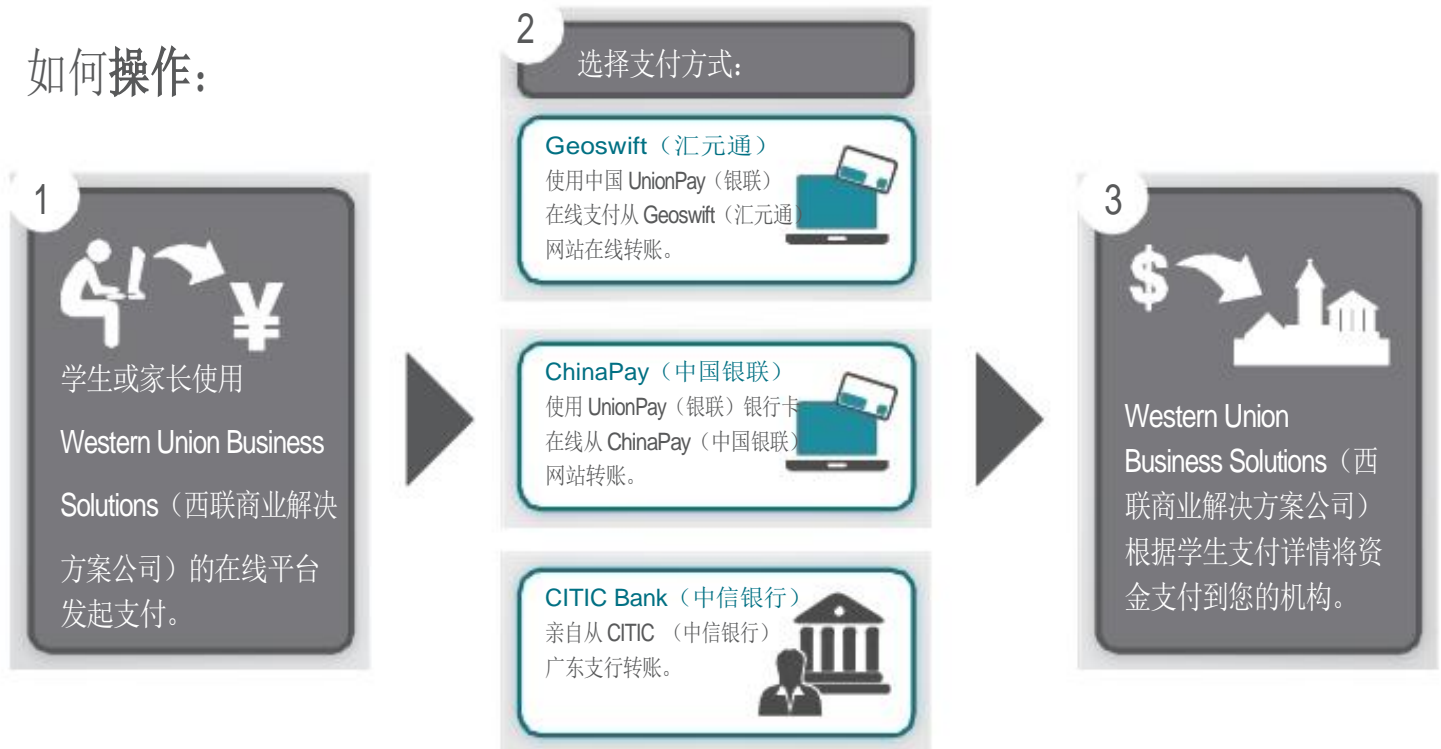 如何操作：
1
学生或家长使用
Western Union Business
Solutions（西联商业解决
方案公司）的在线平台
发起支付。
2
选择支付方式：
Geoswift（汇元通）
使用中国 UnionPay（银联）
在线支付从 Geoswift（汇元通）
网站在线转账。
ChinaPay（中国银联）
使用 UnionPay（银联）银行卡
在线从 ChinaPay（中国银联）
网站转账。
CITIC Bank（中信银行）
亲自从 CITIC （中信银行）
广东支行转账。
3
Western Union
Business Solutions（西
联商业解决方案公司）
根据学生支付详情将资
金支付到您的机构。